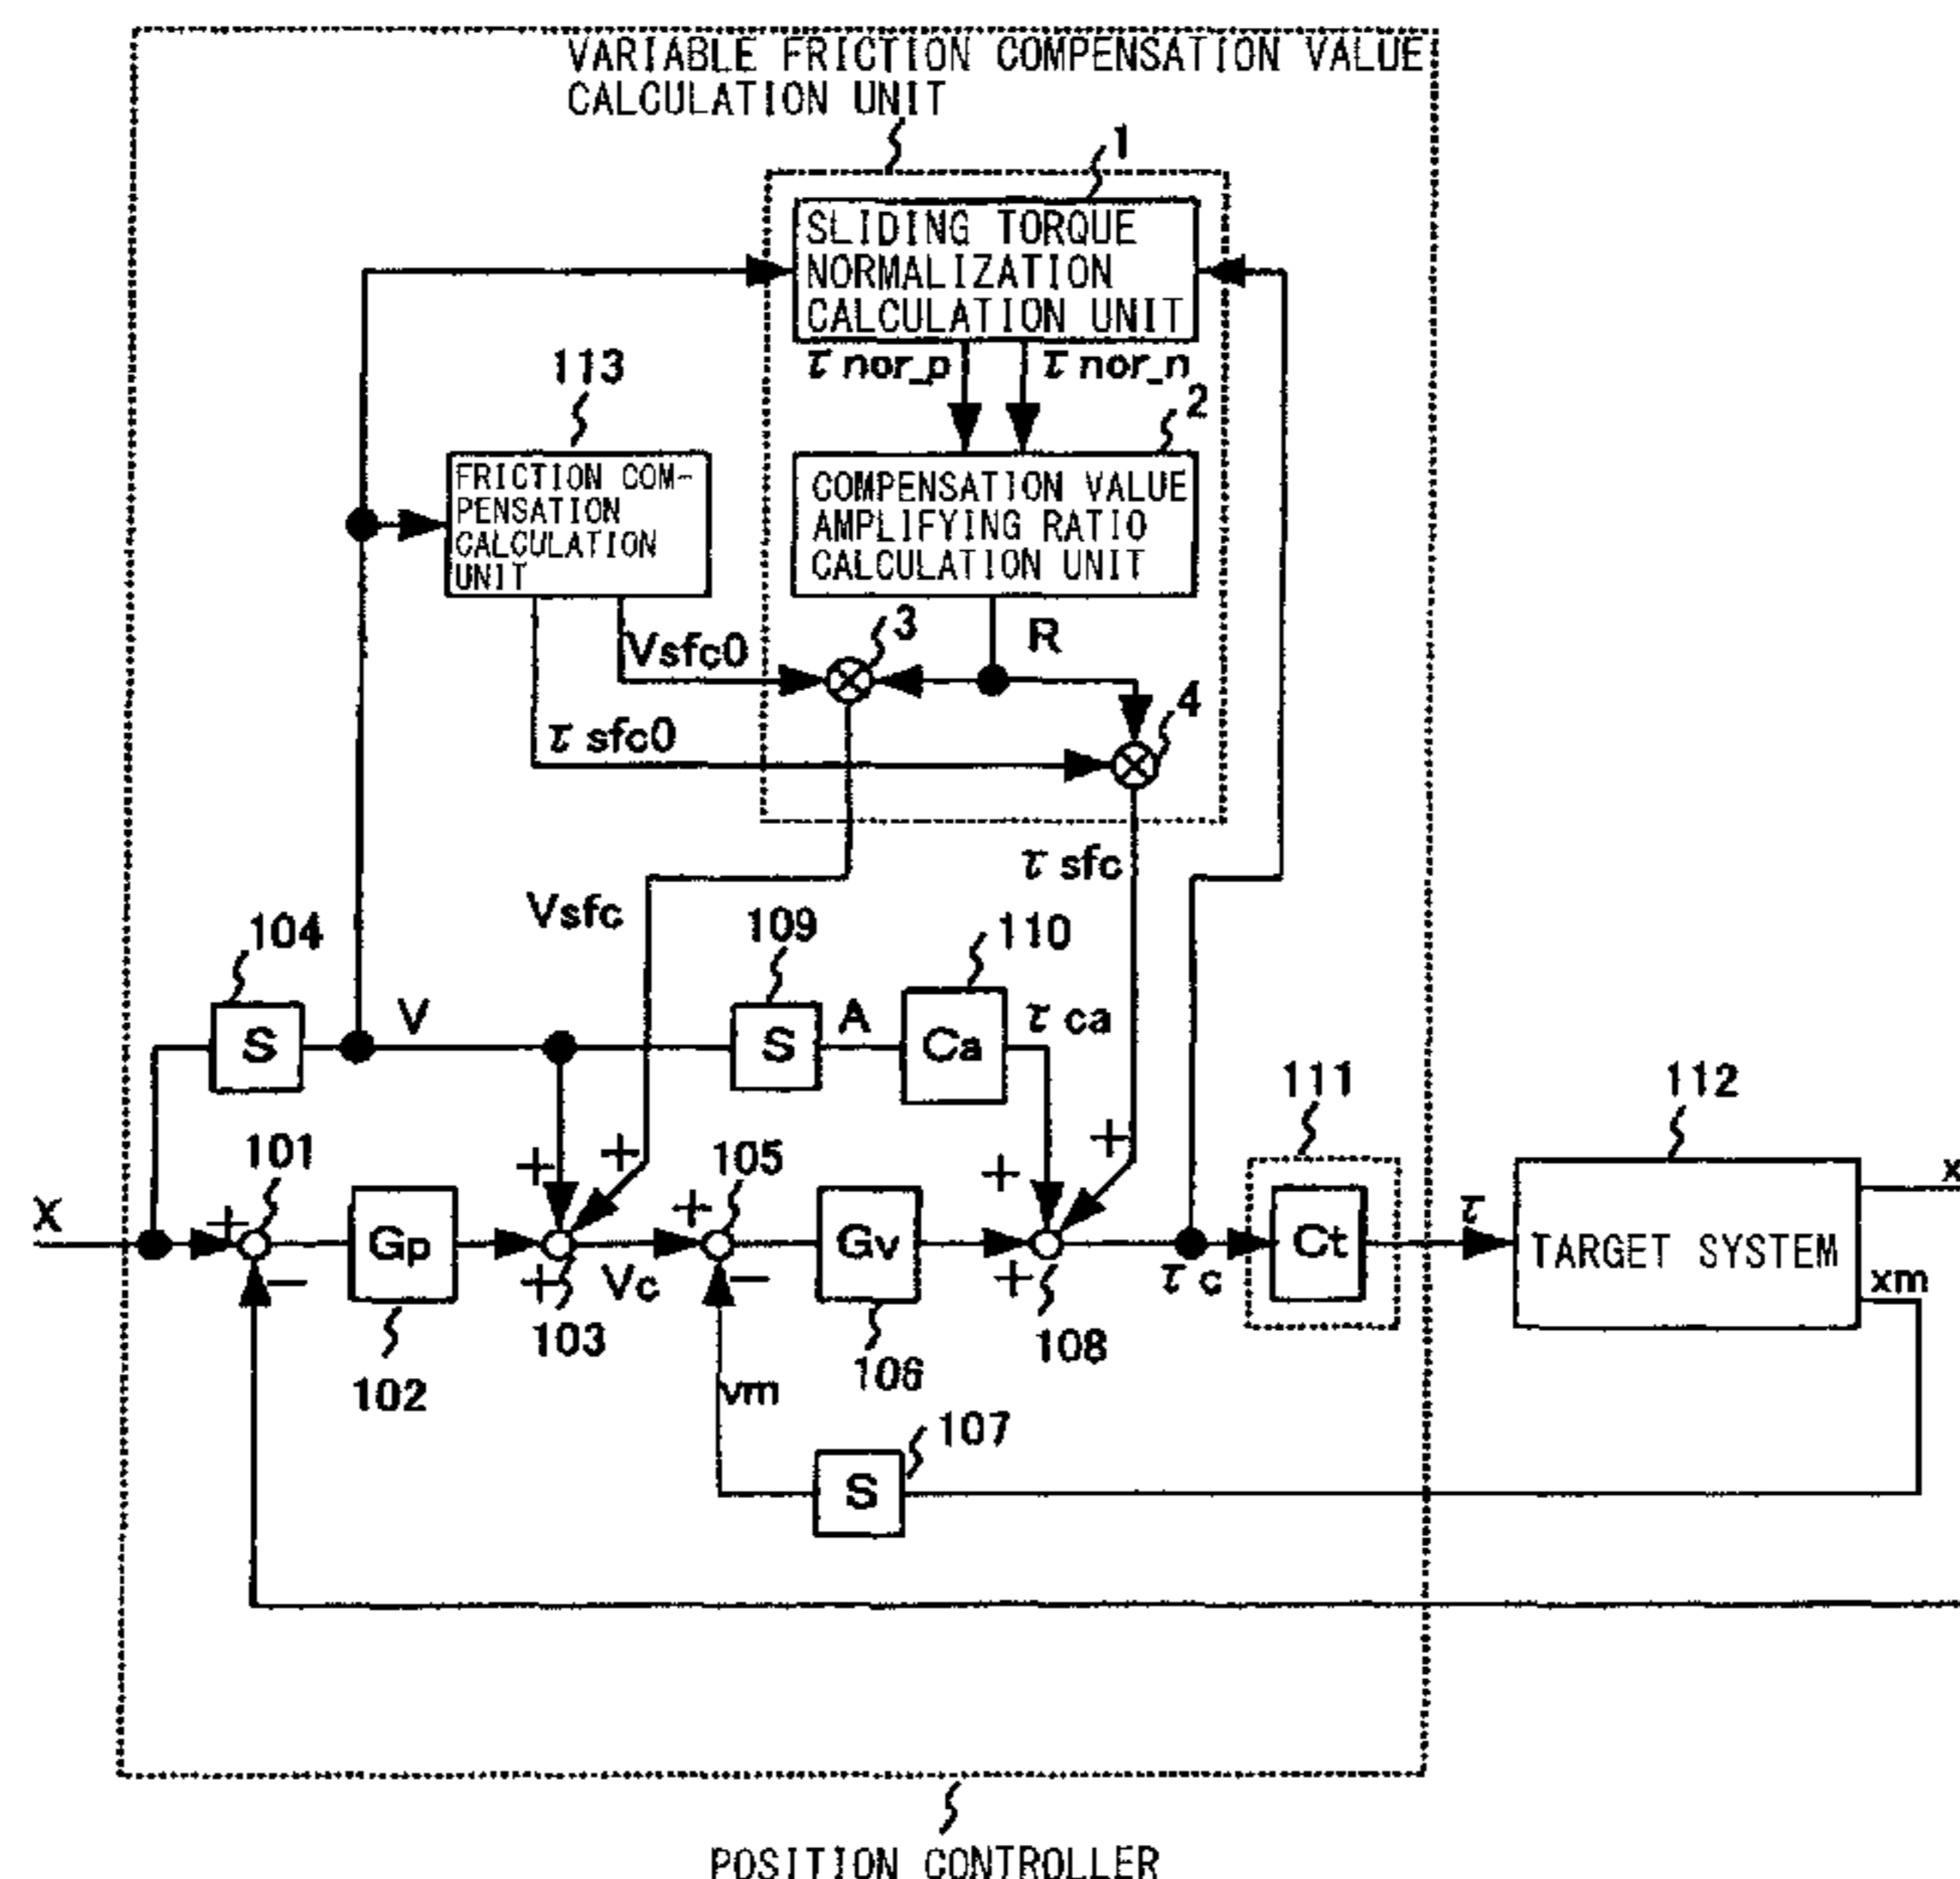 VARIABLE FRICTION COMPENSATION VALUE
CALCULATION UNIT
1
SLIDING TORQUE
NORMALIZATION
CALCULATION UNIT
τ nor_p
τ nor_n
113
2
FRICTION COM-
PENSATION
CALCULATION
UNIT
COMPENSATION VALUE
AMPLIFYING RATIO
CALCULATION UNIT
Vsfc0
3
R
τ sfc0
4
τ sfc
Vsfc
104
109
110
S
V
S
A
Ca
τ ca
111
112
101
+
+
105
+
+
X
+
Gp
+
Gv
Ct
τ
TARGET SYSTEM
x
−
+
Vc
−
+
τ c
xm
103
108
102
106
vm
107
S
POSITION CONTROLLER